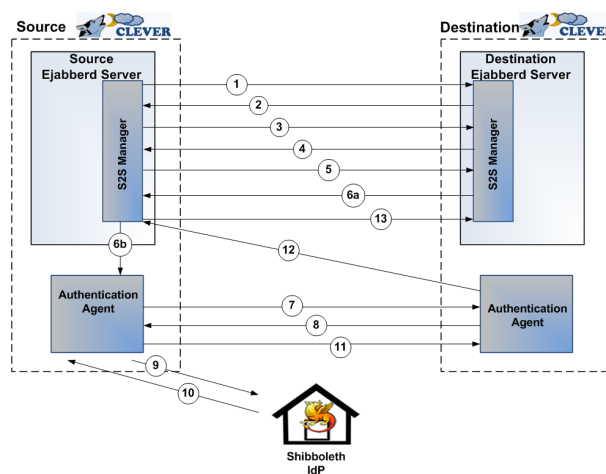 Source
CLEVER
Destination
CLEVER
Source
Ejabberd Server
Destination
Ejabberd Server
S2S Manager
S2S Manager
1
2
3
4
5
6a
13
6b
12
Authentication
Agent
Authentication
Agent
7
8
11
9
10
Shibboleth
IdP